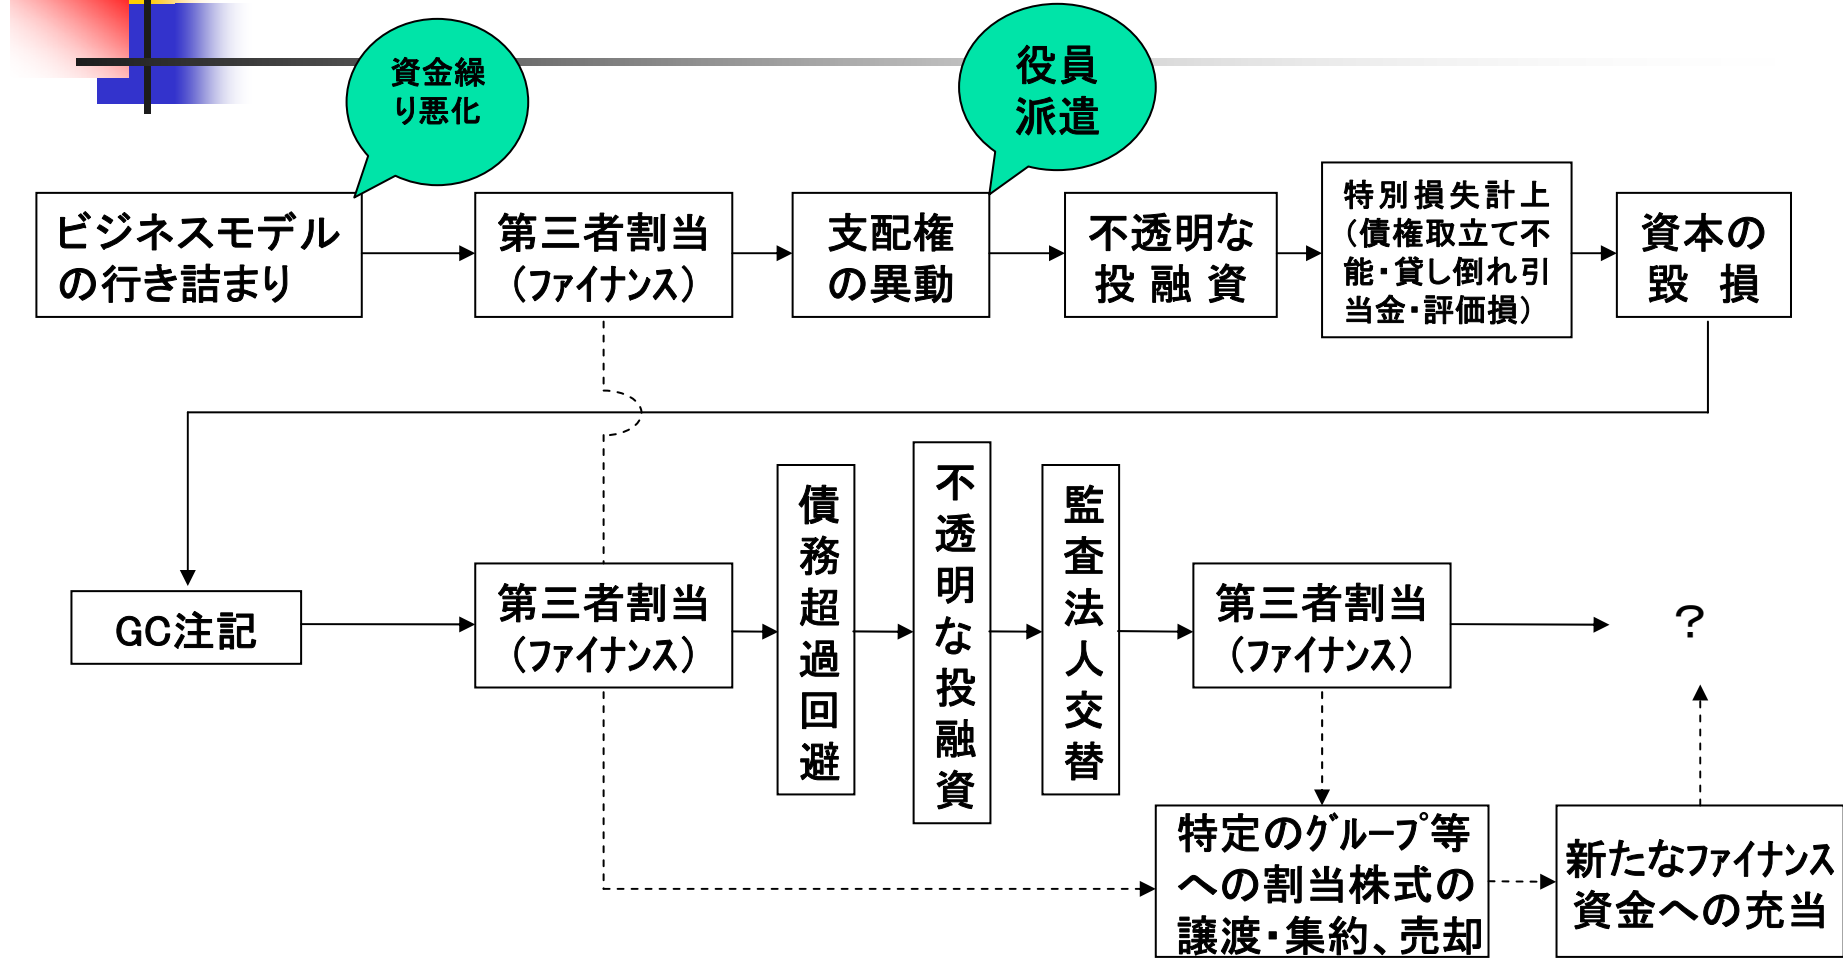 資金繰
り悪化
役員
派遣
ビジネスモデル
の行き詰まり
第三者割当
（ファイナンス）
支配権
の異動
不透明な
投融資
特別損失計上
（債権取立て不
能・貸し倒れ引
当金・評価損）
資本の
毀損
GC注記
第三者割当
（ファイナンス）
債務超過回避
不透明な投融資
監査法人交替
第三者割当
（ファイナンス）
？
特定のグループ等
への割当株式の
譲渡・集約、売却
新たなファイナンス
資金への充当